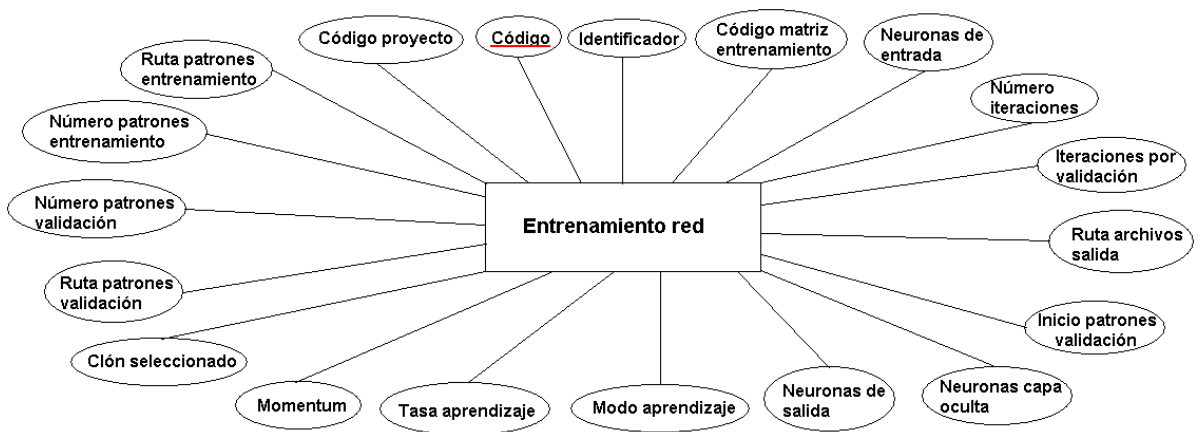 Código proyecto
Código
Identificador
Código matriz
entrenamiento
Neuronas de
entrada
Ruta patrones
entrenamiento
Número
iteraciones
Número patrones
entrenamiento
Iteraciones por
validación
Número patrones
validación
Entrenamiento red
Ruta archivos
salida
Ruta patrones
validación
Inicio patrones
validación
Clón seleccionado
Momentum
Tasa aprendizaje
Modo aprendizaje
Neuronas de
salida
Neuronas capa
oculta